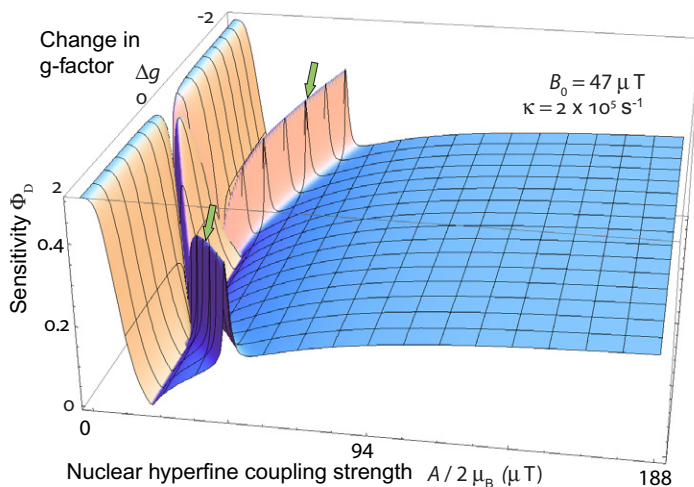 -2
Change in
g-factor
Δg
0
B₀ = 47 μ T
κ = 2 x 10⁵ s⁻¹
2
Sensitivity Φ_D
0.4
0.2
0
0
94
188
Nuclear hyperfine coupling strength A / 2 μ_B (μ T)